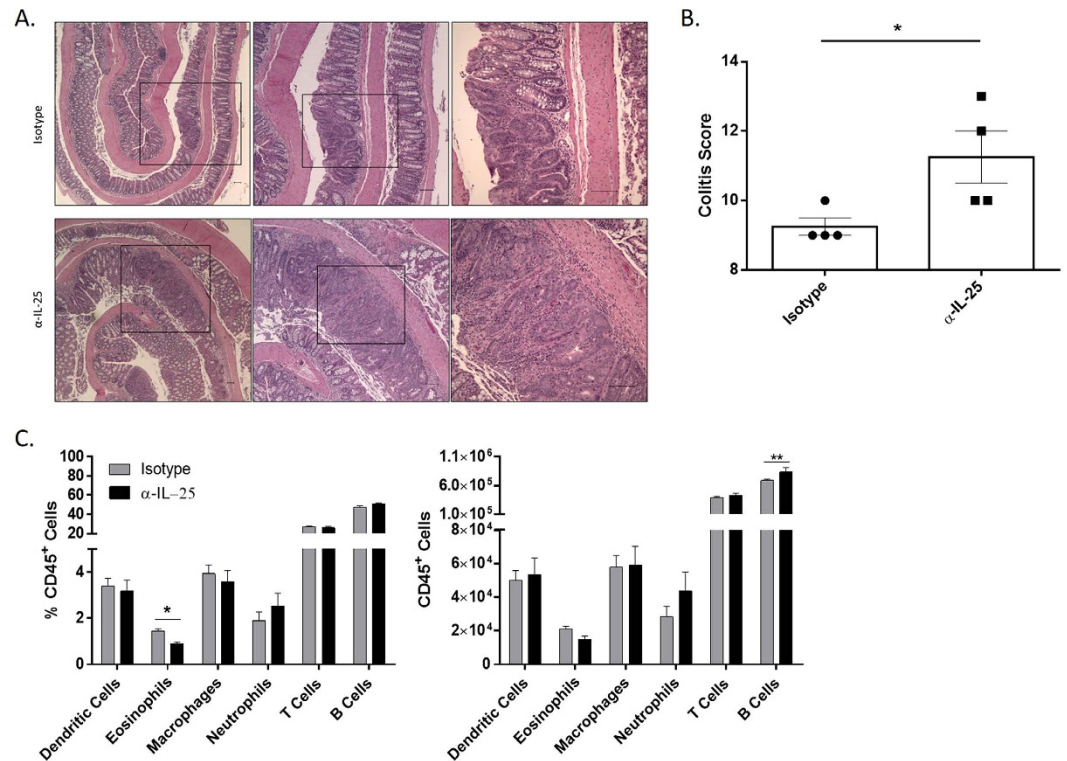 A.
Isotype
α-IL-25
B.
*
Colitis Score
14
12
10
8
Isotype
α-IL-25
C.
% CD45⁺ Cells
100
80
60
40
20
4
2
0
Isotype
α-IL-25
*
Dendritic Cells
Eosinophils
Macrophages
Neutrophils
T Cells
B Cells
CD45⁺ Cells
1.1×10⁶
6.0×10⁵
1.0×10⁵
8×10⁴
6×10⁴
4×10⁴
2×10⁴
0
**
Dendritic Cells
Eosinophils
Macrophages
Neutrophils
T Cells
B Cells